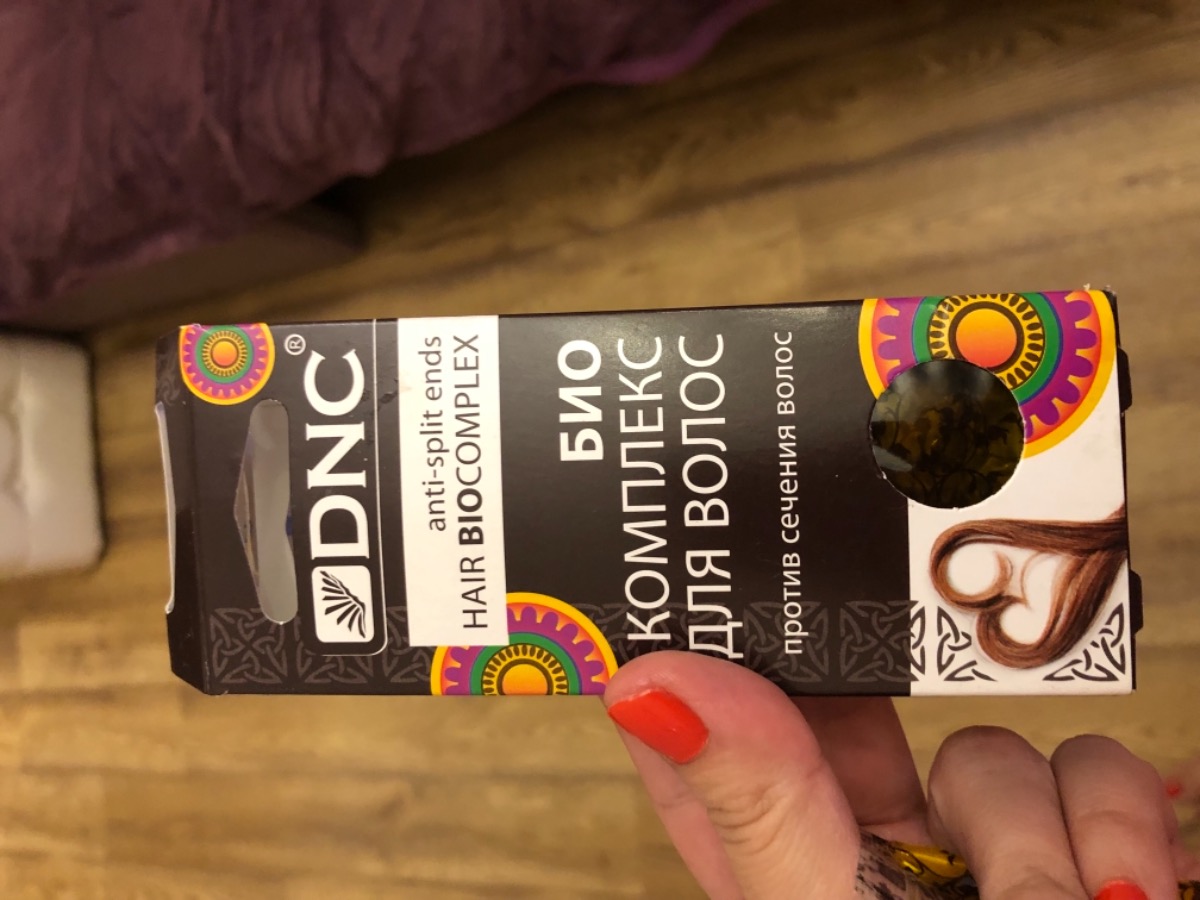 DNC®
anti-split ends
HAIR BIOCOMPLEX
БИО
КОМПЛЕКС
ДЛЯ ВОЛОС
против сечения волос